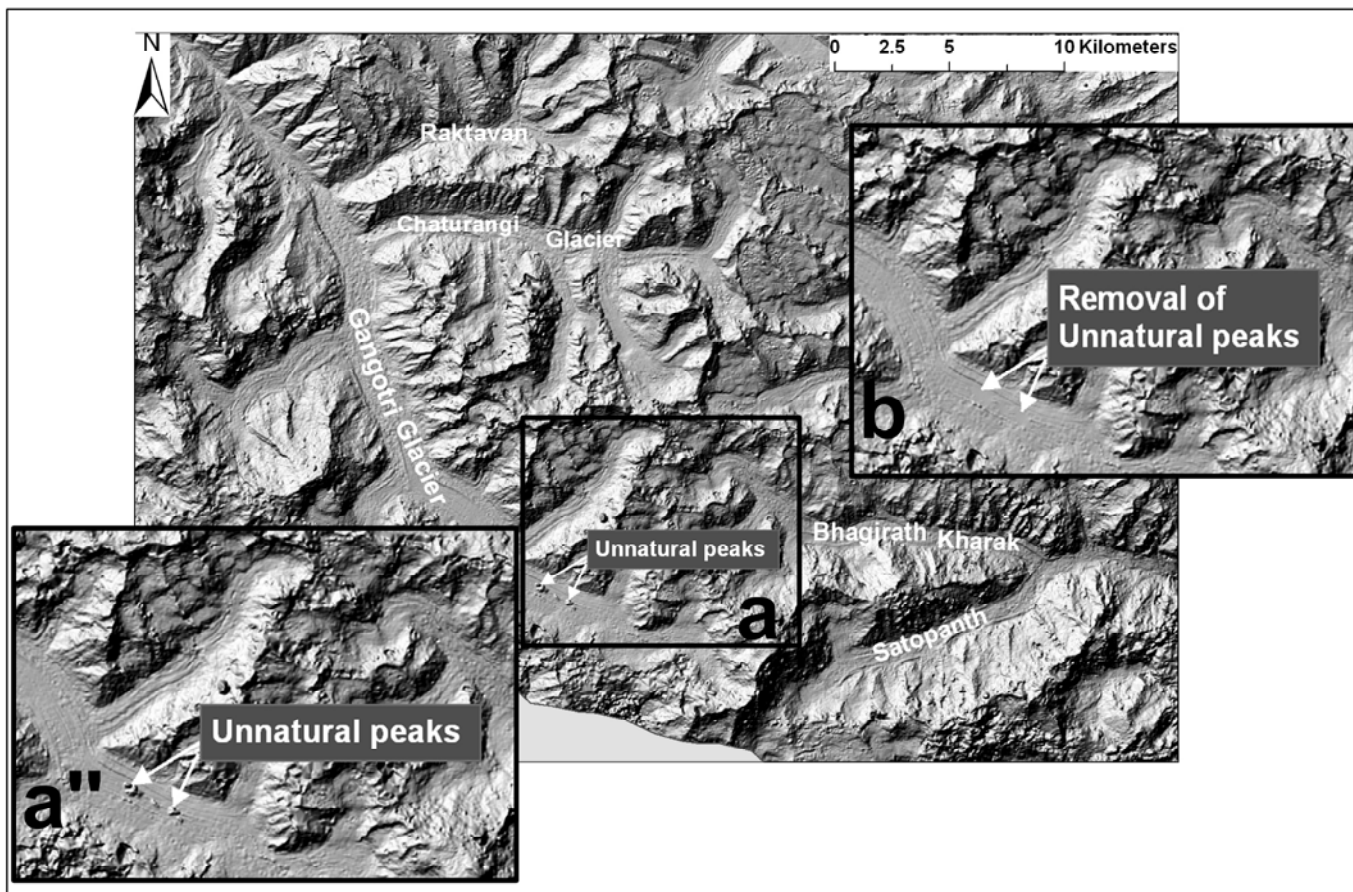 N
0 2.5 5 10 Kilometers
Raktavan
Chaturangi Glacier
Gangotri Glacier
Removal of
Unnatural peaks
b
Unnatural peaks
a
Bhagirath Kharak
Satopanth
Unnatural peaks
a"